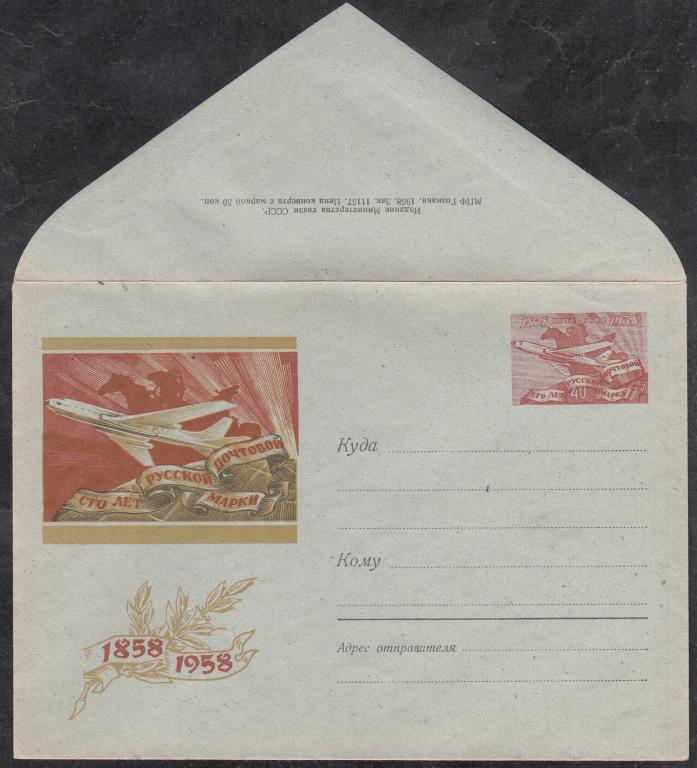 Издание Министерства связи СССР.
МПФ Гознака. 1958. Зак. 11157. Цена конверта с маркой 50 коп.
1858 ПОЧТА СССР 1958
СТО ЛЕТ РУССКОЙ ПОЧТОВОЙ МАРКИ
40
СТО ЛЕТ РУССКОЙ ПОЧТОВОЙ МАРКИ
Куда
Кому
Адрес отправителя
1858
1958